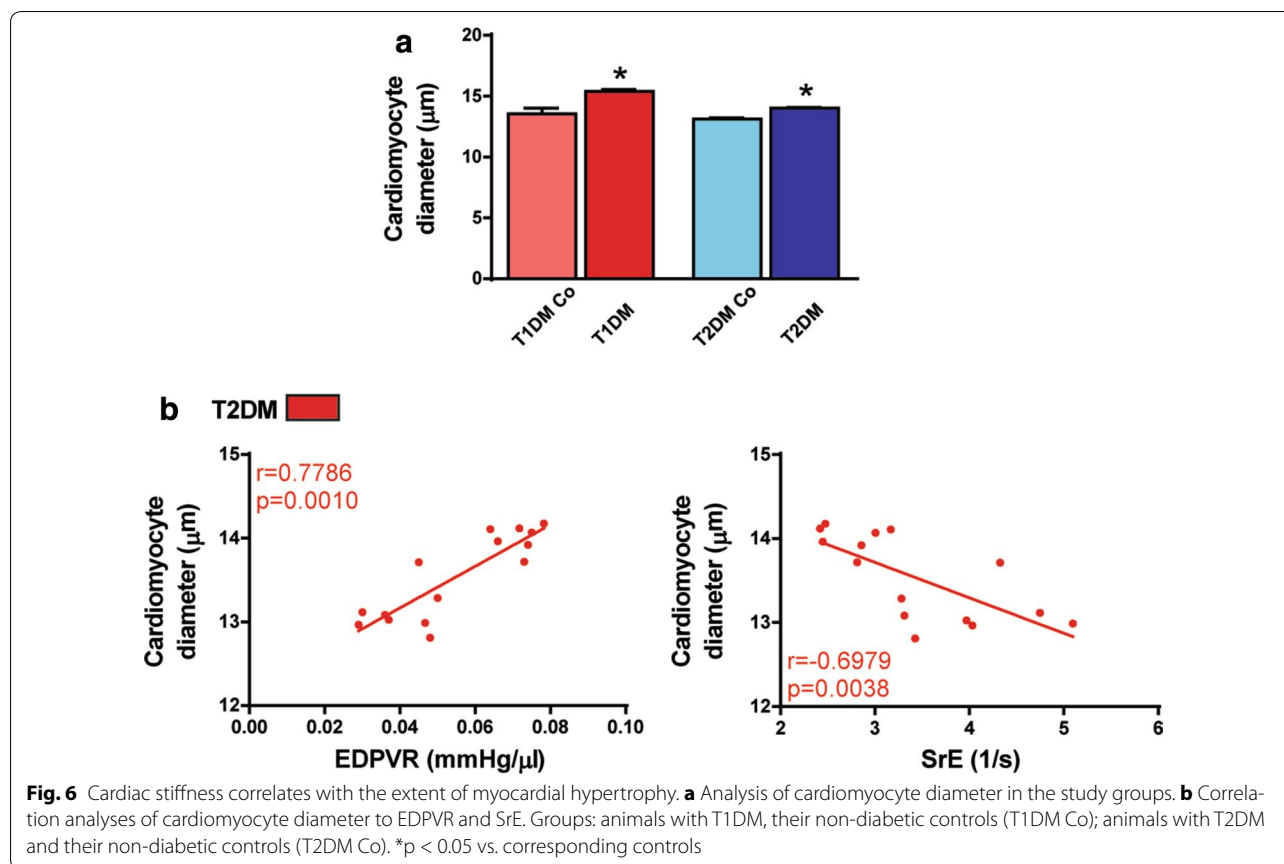 a
Cardiomyocyte
diameter (μm)
20
15
10
5
0
*
*
T1DM Co
T1DM
T2DM Co
T2DM
b T2DM
Cardiomyocyte
diameter (μm)
15
14
13
12
r=0.7786
p=0.0010
0.00 0.02 0.04 0.06 0.08 0.10
EDPVR (mmHg/μl)
Cardiomyocyte
diameter (μm)
15
14
13
12
r=-0.6979
p=0.0038
2 3 4 5 6
SrE (1/s)
Fig. 6 Cardiac stiffness correlates with the extent of myocardial hypertrophy. a Analysis of cardiomyocyte diameter in the study groups. b Correla-
tion analyses of cardiomyocyte diameter to EDPVR and SrE. Groups: animals with T1DM, their non-diabetic controls (T1DM Co); animals with T2DM
and their non-diabetic controls (T2DM Co). *p < 0.05 vs. corresponding controls